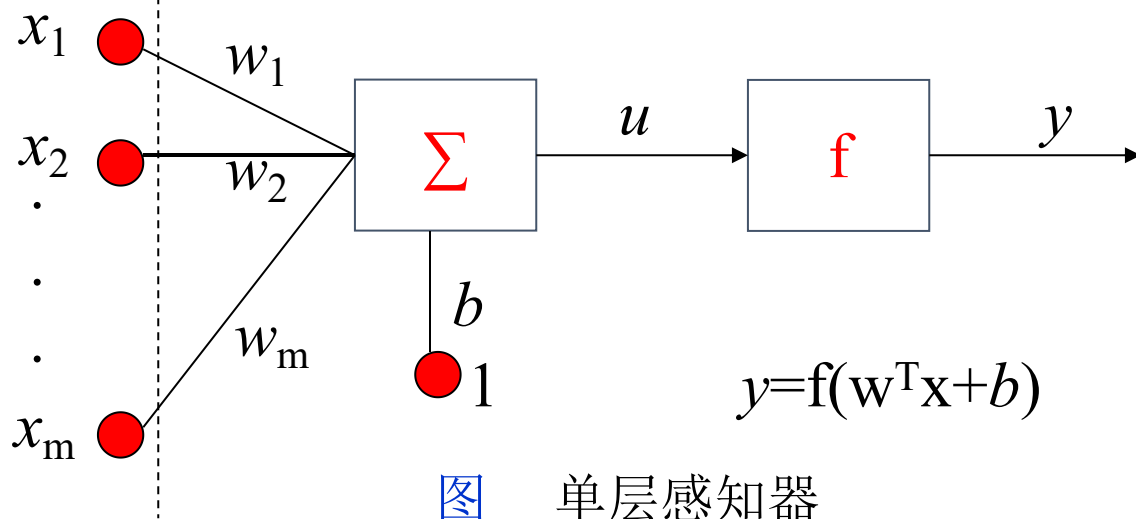 x₁
w₁
x₂
w₂
.
.
.
xₘ
wₘ
∑
u
f
y
b
1
y=f(wᵀx+b)
图 单层感知器